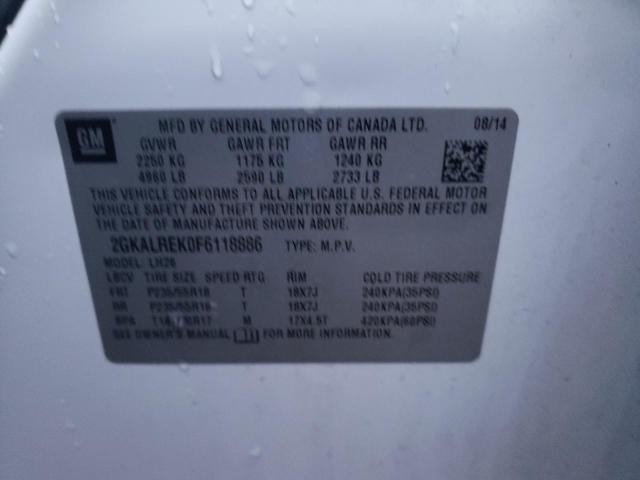 GM
MFD BY GENERAL MOTORS OF CANADA LTD. 08/14
GVWR GAWR FRT GAWR RR
2250 KG 1175 KG 1240 KG
4960 LB 2590 LB 2733 LB
THIS VEHICLE CONFORMS TO ALL APPLICABLE U.S. FEDERAL MOTOR
VEHICLE SAFETY AND THEFT PREVENTION STANDARDS IN EFFECT ON
THE DATE OF MANUFACTURE SHOWN ABOVE.
2GKALREK0F6118886 TYPE: M.P.V.
MODEL: LH26
LOCV TIRE SIZE SPEED RTG RIM COLD TIRE PRESSURE
FRT P235/55R18 T 18X7J 240KPA(35PSI)
RR P235/55R18 T 18X7J 240KPA(35PSI)
SPA M 17X4.5T 420KPA(60PSI)
SEE OWNER'S MANUAL FOR MORE INFORMATION.